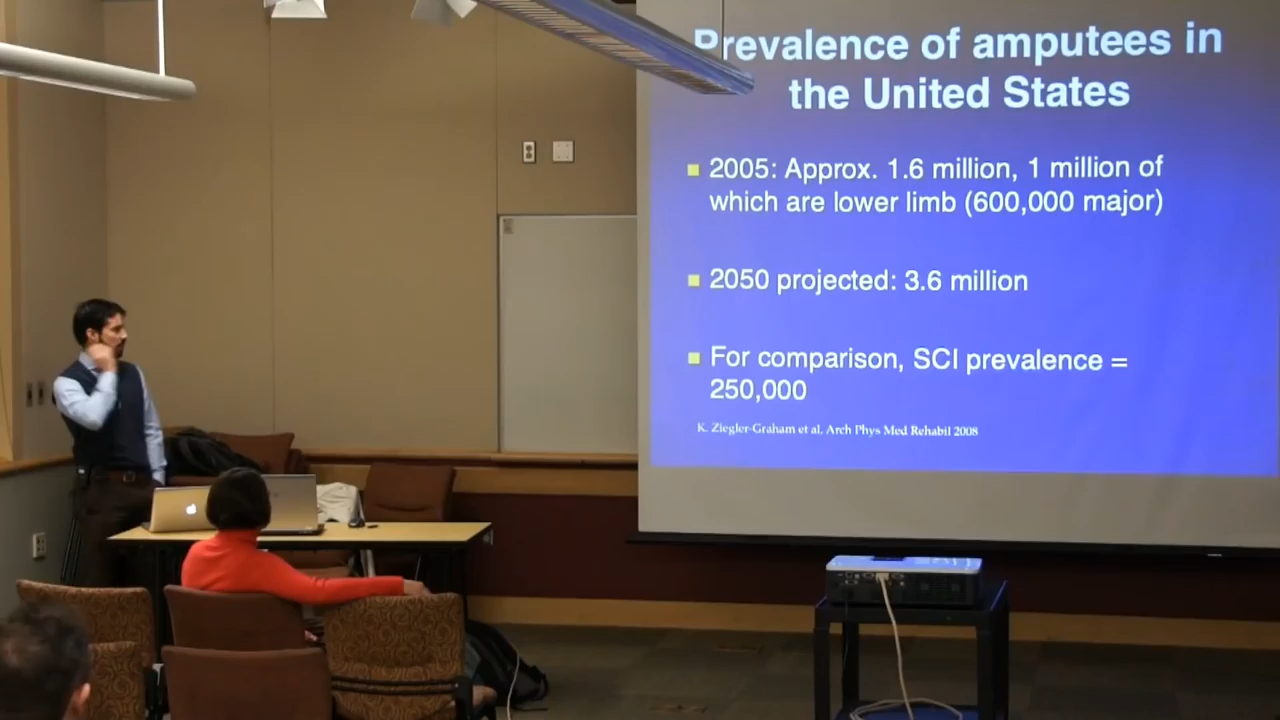 Prevalence of amputees in
the United States
2005: Approx. 1.6 million, 1 million of
which are lower limb (600,000 major)
2050 projected: 3.6 million
For comparison, SCI prevalence =
250,000
K. Ziegler-Graham et al, Arch Phys Med Rehabil 2008